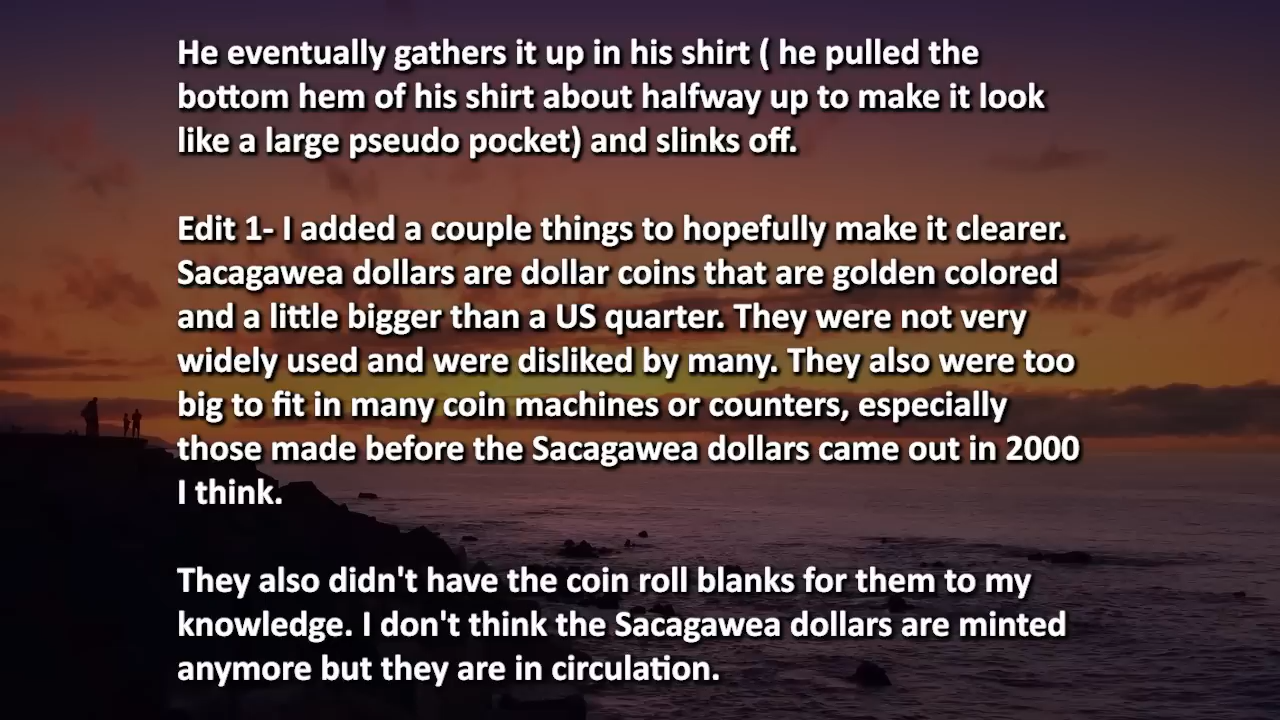 He eventually gathers it up in his shirt ( he pulled the
bottom hem of his shirt about halfway up to make it look
like a large pseudo pocket) and slinks off.
Edit 1- I added a couple things to hopefully make it clearer.
Sacagawea dollars are dollar coins that are golden colored
and a little bigger than a US quarter. They were not very
widely used and were disliked by many. They also were too
big to fit in many coin machines or counters, especially
those made before the Sacagawea dollars came out in 2000
I think.
They also didn't have the coin roll blanks for them to my
knowledge. I don't think the Sacagawea dollars are minted
anymore but they are in circulation.